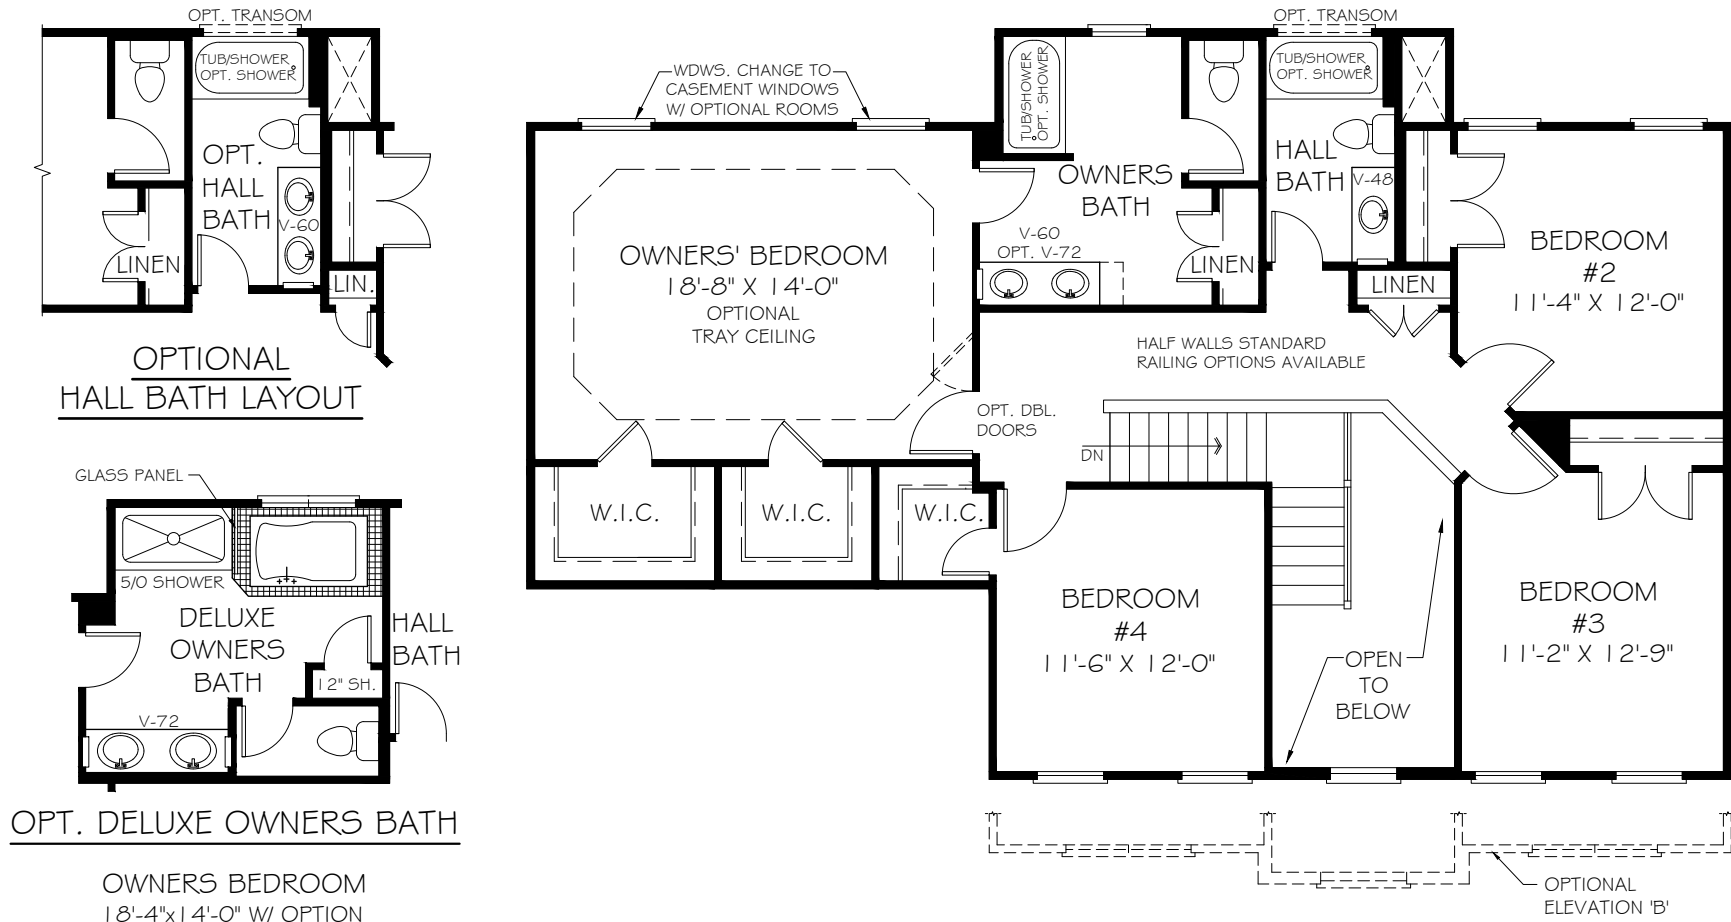 OPT. TRANSOM
TUB/SHOWER
OPT. SHOWER
OPT.
HALL
BATH
V-60
LINEN
LIN.
OPTIONAL
HALL BATH LAYOUT
GLASS PANEL
5/0 SHOWER
DELUXE
OWNERS
BATH
HALL
BATH
12" SH.
V-72
OPT. DELUXE OWNERS BATH
OWNERS BEDROOM
18'-4"x14'-0" W/ OPTION
WDWS. CHANGE TO
CASEMENT WINDOWS
W/ OPTIONAL ROOMS
OWNERS' BEDROOM
18'-8" X 14'-0"
OPTIONAL
TRAY CEILING
TUB/SHOWER
OPT. SHOWER
OWNERS
BATH
V-60
OPT. V-72
LINEN
OPT. TRANSOM
TUB/SHOWER
OPT. SHOWER
HALL
BATH
V-48
LINEN
BEDROOM
#2
11'-4" X 12'-0"
HALF WALLS STANDARD
RAILING OPTIONS AVAILABLE
OPT. DBL.
DOORS
DN
W.I.C.
W.I.C.
W.I.C.
BEDROOM
#4
11'-6" X 12'-0"
OPEN
TO
BELOW
BEDROOM
#3
11'-2" X 12'-9"
OPTIONAL
ELEVATION 'B'